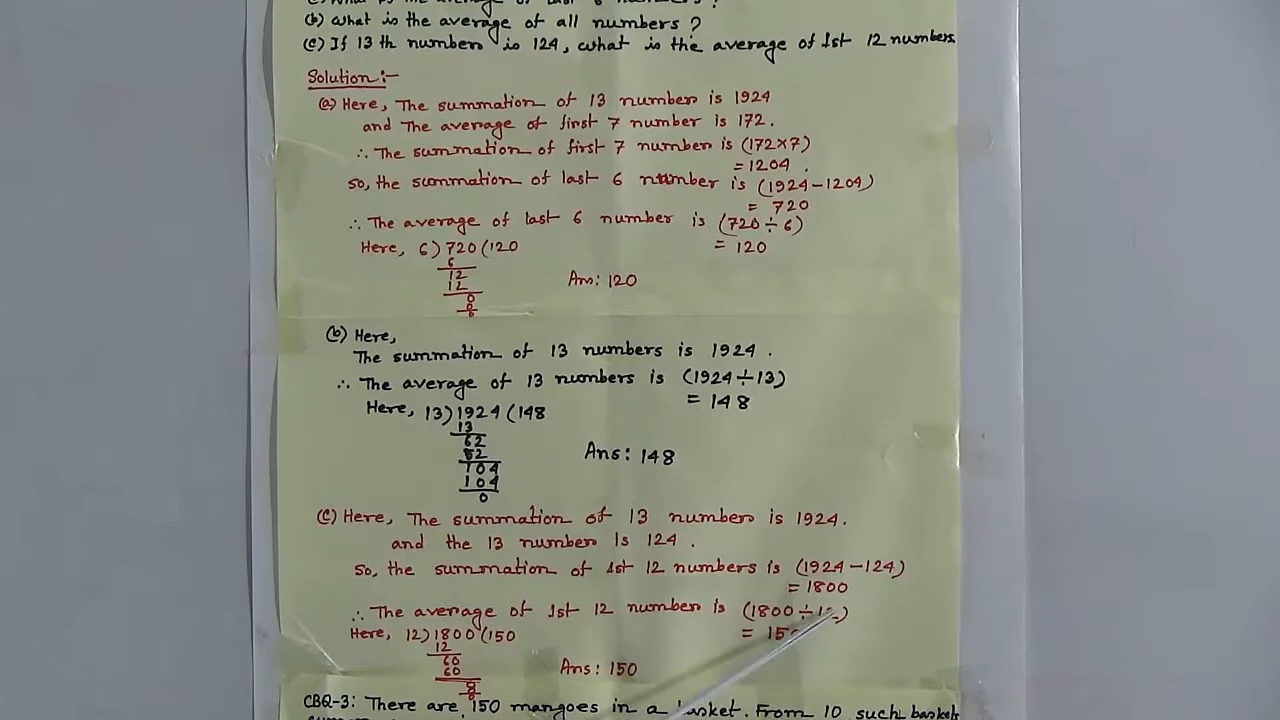 (b) What is the average of all numbers?
(c) If 13 th numbers is 124, what is the average of 1st 12 numbers.
Solution:-
(a) Here, The summation of 13 numbers is 1924
and The average of first 7 number is 172.
∴ The summation of first 7 number is (172×7)
= 1204.
So, the summation of last 6 number is (1924-1204)
= 720
∴ The average of last 6 number is (720÷6)
Here, 6)720(120 = 120
6
12
12
0
0
Ans: 120
(b) Here,
The summation of 13 numbers is 1924.
∴ The average of 13 numbers is (1924÷13)
Here, 13)1924(148 = 148
13
62
52
104
104
0
Ans: 148
(c) Here, The summation of 13 numbers is 1924.
and the 13 number is 124.
So, the summation of 1st 12 numbers is (1924-124)
= 1800
∴ The average of 1st 12 number is (1800÷12)
Here, 12)1800(150 = 150
12
60
60
0
Ans: 150
CBQ-3: There are 150 mangoes in a basket. From 10 such baskets